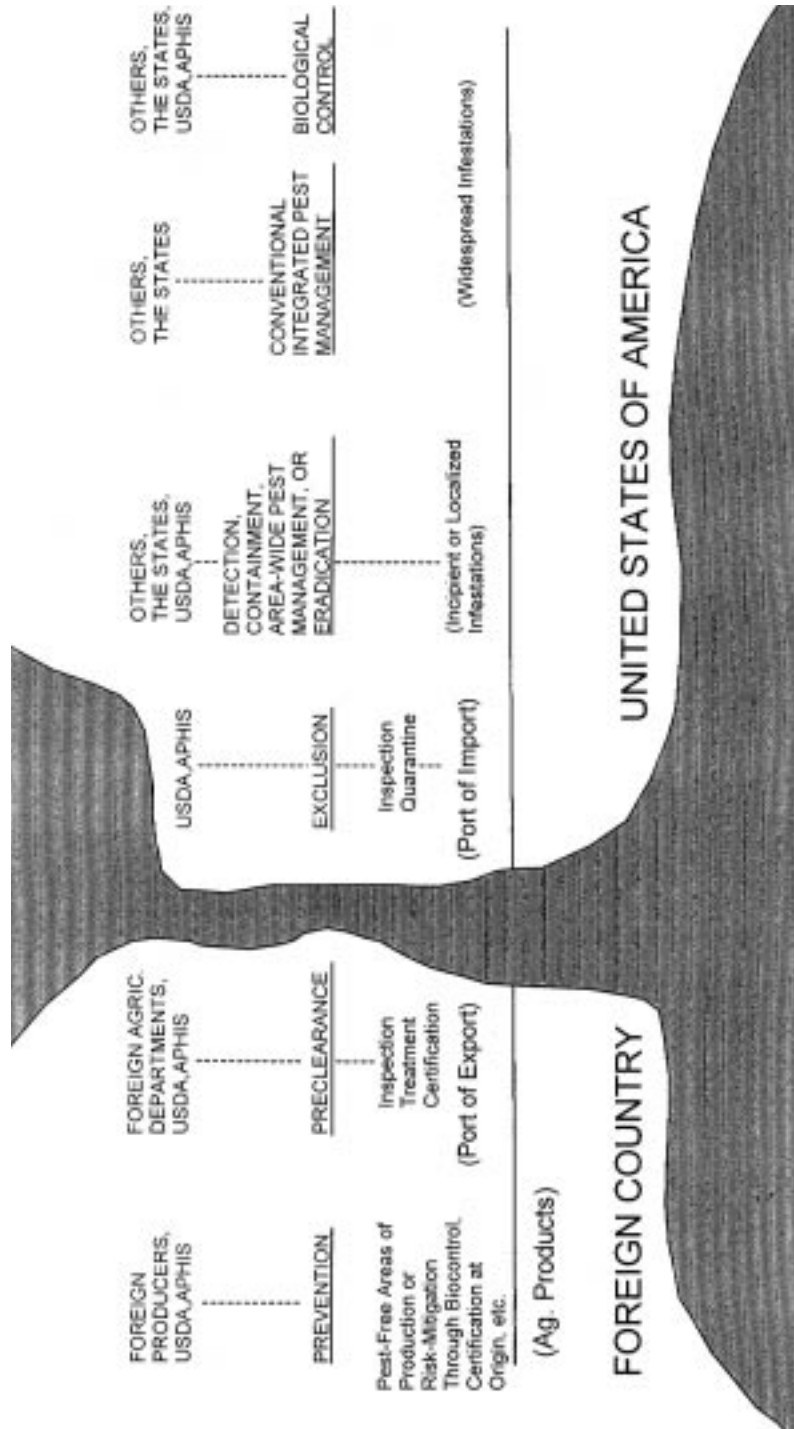 FOREIGN
PRODUCERS,
USDA,APHIS
PREVENTION
Pest-Free Areas of
Production or
Risk-Mitigation
Through Biocontrol,
Certification at
Origin, etc.
(Ag. Products)
FOREIGN COUNTRY
FOREIGN AGRIC.
DEPARTMENTS,
USDA,APHIS
PRECLEARANCE
Inspection
Treatment
Certification
(Port of Export)
USDA,APHIS
EXCLUSION
Inspection
Quarantine
(Port of Import)
OTHERS,
THE STATES,
USDA,APHIS
DETECTION,
CONTAINMENT,
AREA-WIDE PEST
MANAGEMENT, OR
ERADICATION
(Incipient or Localized
Infestations)
OTHERS,
THE STATES
CONVENTIONAL
INTEGRATED PEST
MANAGEMENT
OTHERS,
THE STATES,
USDA,APHIS
BIOLOGICAL
CONTROL
(Widespread Infestations)
UNITED STATES OF AMERICA